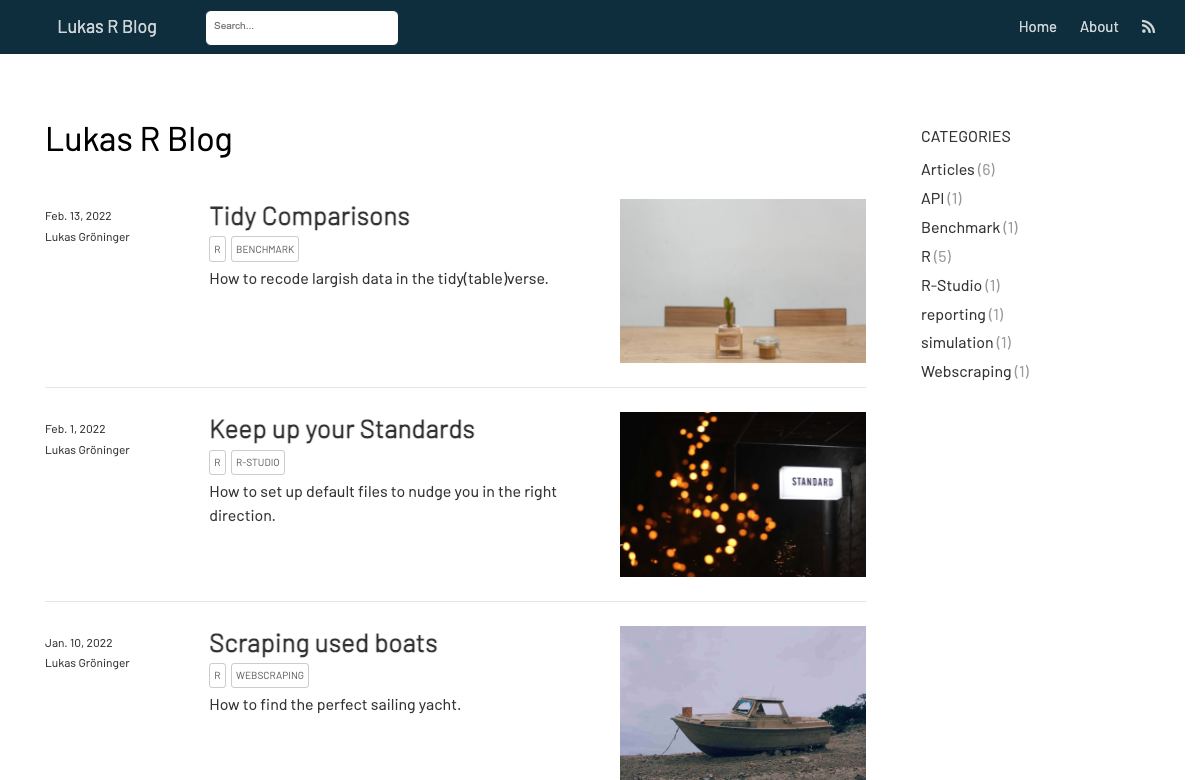 Lukas R Blog
Search...
Home
About
Lukas R Blog
Feb. 13, 2022
Lukas Gröninger
Tidy Comparisons
R
BENCHMARK
How to recode largish data in the tidy(table)verse.
Feb. 1, 2022
Lukas Gröninger
Keep up your Standards
R
R-STUDIO
How to set up default files to nudge you in the right
direction.
STANDARD
Jan. 10, 2022
Lukas Gröninger
Scraping used boats
R
WEBSCRAPING
How to find the perfect sailing yacht.
CATEGORIES
Articles (6)
API (1)
Benchmark (1)
R (5)
R-Studio (1)
reporting (1)
simulation (1)
Webscraping (1)